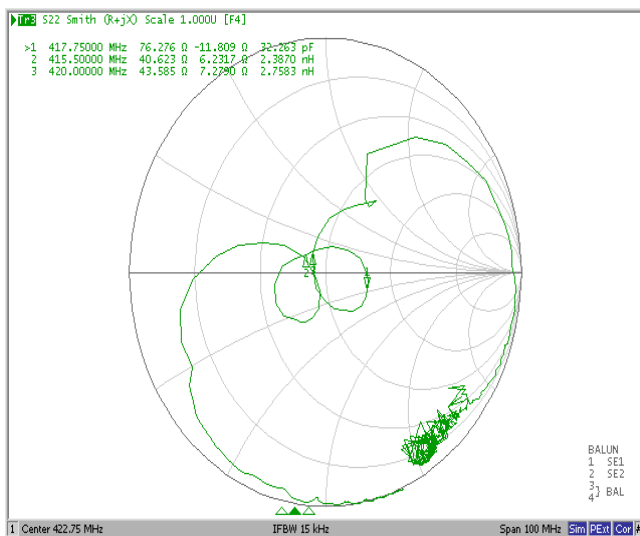 Tr3 S22 Smith (R+jX) Scale 1.000U [F4]
>1 417.75000 MHz 76.276 Ω -11.809 Ω 32.263 pF
2 415.50000 MHz 40.623 Ω 6.2317 Ω 2.3870 nH
3 420.00000 MHz 43.585 Ω 7.2790 Ω 2.7583 nH
2
1
BALUN
1 SE1
2 SE2
3
4 } BAL
1 Center 422.75 MHz IFBW 15 kHz Span 100 MHz Sim PExt Cor